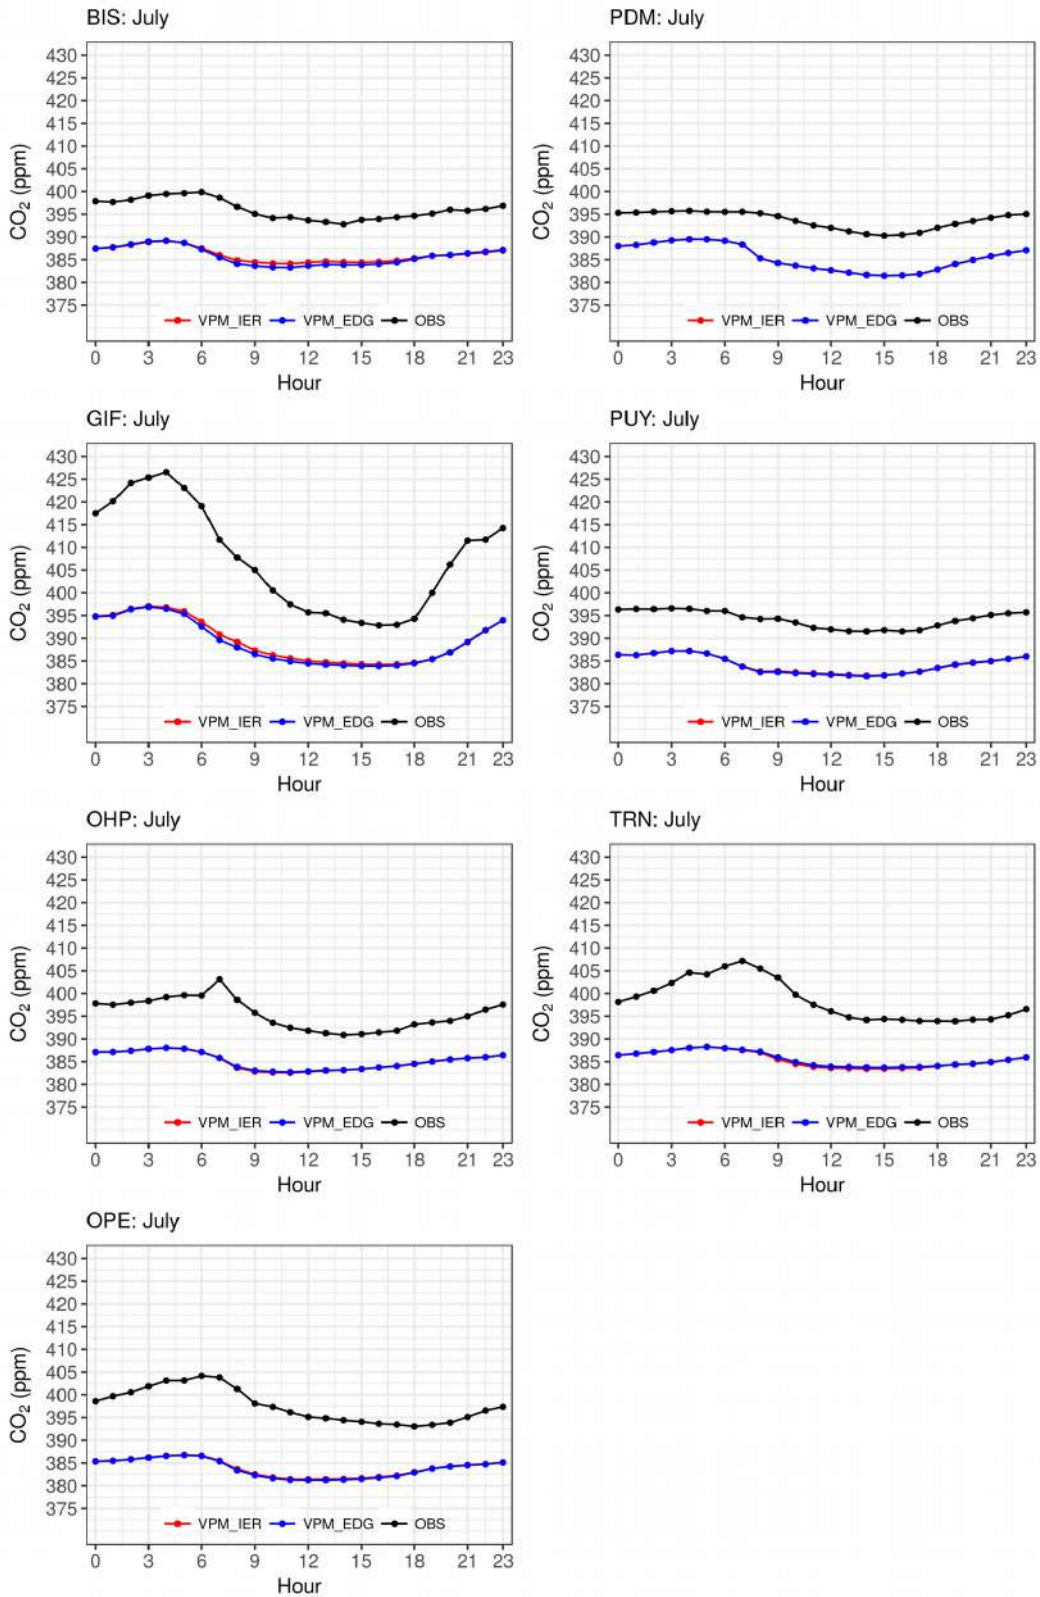 BIS: July
CO2 (ppm)
430
425
420
415
410
405
400
395
390
385
380
375
VPM_IER VPM_EDG OBS
0 3 6 9 12 15 18 21 23
Hour
PDM: July
CO2 (ppm)
430
425
420
415
410
405
400
395
390
385
380
375
VPM_IER VPM_EDG OBS
0 3 6 9 12 15 18 21 23
Hour
GIF: July
CO2 (ppm)
430
425
420
415
410
405
400
395
390
385
380
375
VPM_IER VPM_EDG OBS
0 3 6 9 12 15 18 21 23
Hour
PUY: July
CO2 (ppm)
430
425
420
415
410
405
400
395
390
385
380
375
VPM_IER VPM_EDG OBS
0 3 6 9 12 15 18 21 23
Hour
OHP: July
CO2 (ppm)
430
425
420
415
410
405
400
395
390
385
380
375
VPM_IER VPM_EDG OBS
0 3 6 9 12 15 18 21 23
Hour
TRN: July
CO2 (ppm)
430
425
420
415
410
405
400
395
390
385
380
375
VPM_IER VPM_EDG OBS
0 3 6 9 12 15 18 21 23
Hour
OPE: July
CO2 (ppm)
430
425
420
415
410
405
400
395
390
385
380
375
VPM_IER VPM_EDG OBS
0 3 6 9 12 15 18 21 23
Hour